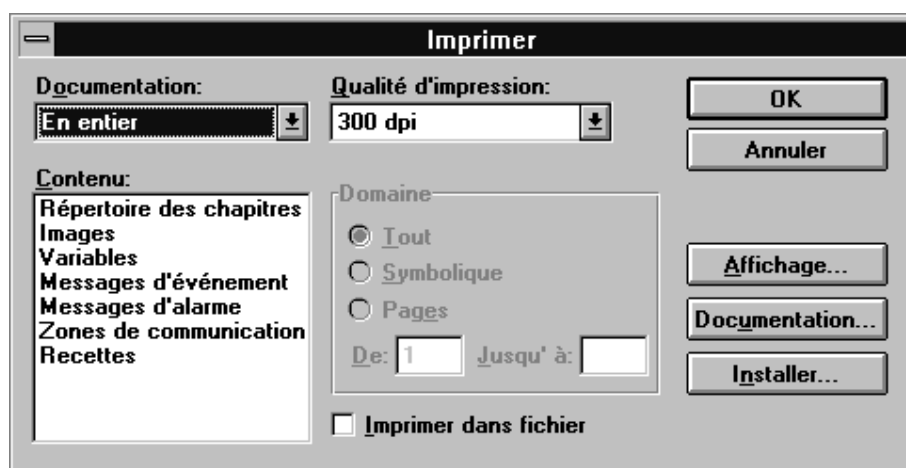 Imprimer
Documentation:
En entier
Qualité d'impression:
300 dpi
OK
Annuler
Contenu:
Répertoire des chapitres
Images
Variables
Messages d'événement
Messages d'alarme
Zones de communication
Recettes
Domaine
Tout
Symbolique
Pages
De: 1 Jusqu' à:
Imprimer dans fichier
Affichage...
Documentation...
Installer...